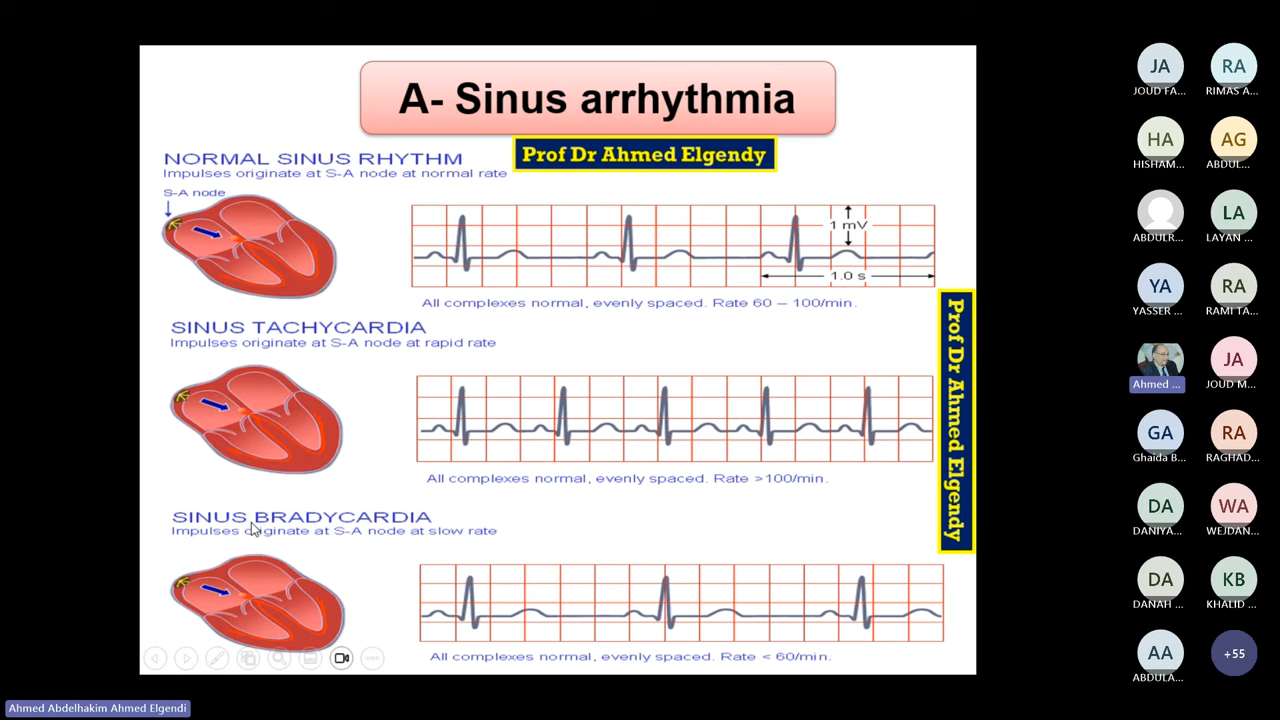 A- Sinus arrhythmia
Prof Dr Ahmed Elgendy
NORMAL SINUS RHYTHM
Impulses originate at S-A node at normal rate
S-A node
1 mV
1.0 s
All complexes normal, evenly spaced. Rate 60 – 100/min.
SINUS TACHYCARDIA
Impulses originate at S-A node at rapid rate
All complexes normal, evenly spaced. Rate >100/min.
Prof Dr Ahmed Elgendy
SINUS BRADYCARDIA
Impulses originate at S-A node at slow rate
All complexes normal, evenly spaced. Rate < 60/min.
JA
JOUD FA...
RA
RIMAS A...
HA
HISHAM...
AG
ABDUL...
ABDULR...
LA
LAYAN ...
YA
YASSER ...
RA
RAMI TA...
Ahmed ...
JA
JOUD M...
GA
Ghaida B...
RA
RAGHAD...
DA
DANIYA...
WA
WEJDAN...
DA
DANAH ...
KB
KHALID ...
AA
ABDULA...
+55
Ahmed Abdelhakim Ahmed Elgendi